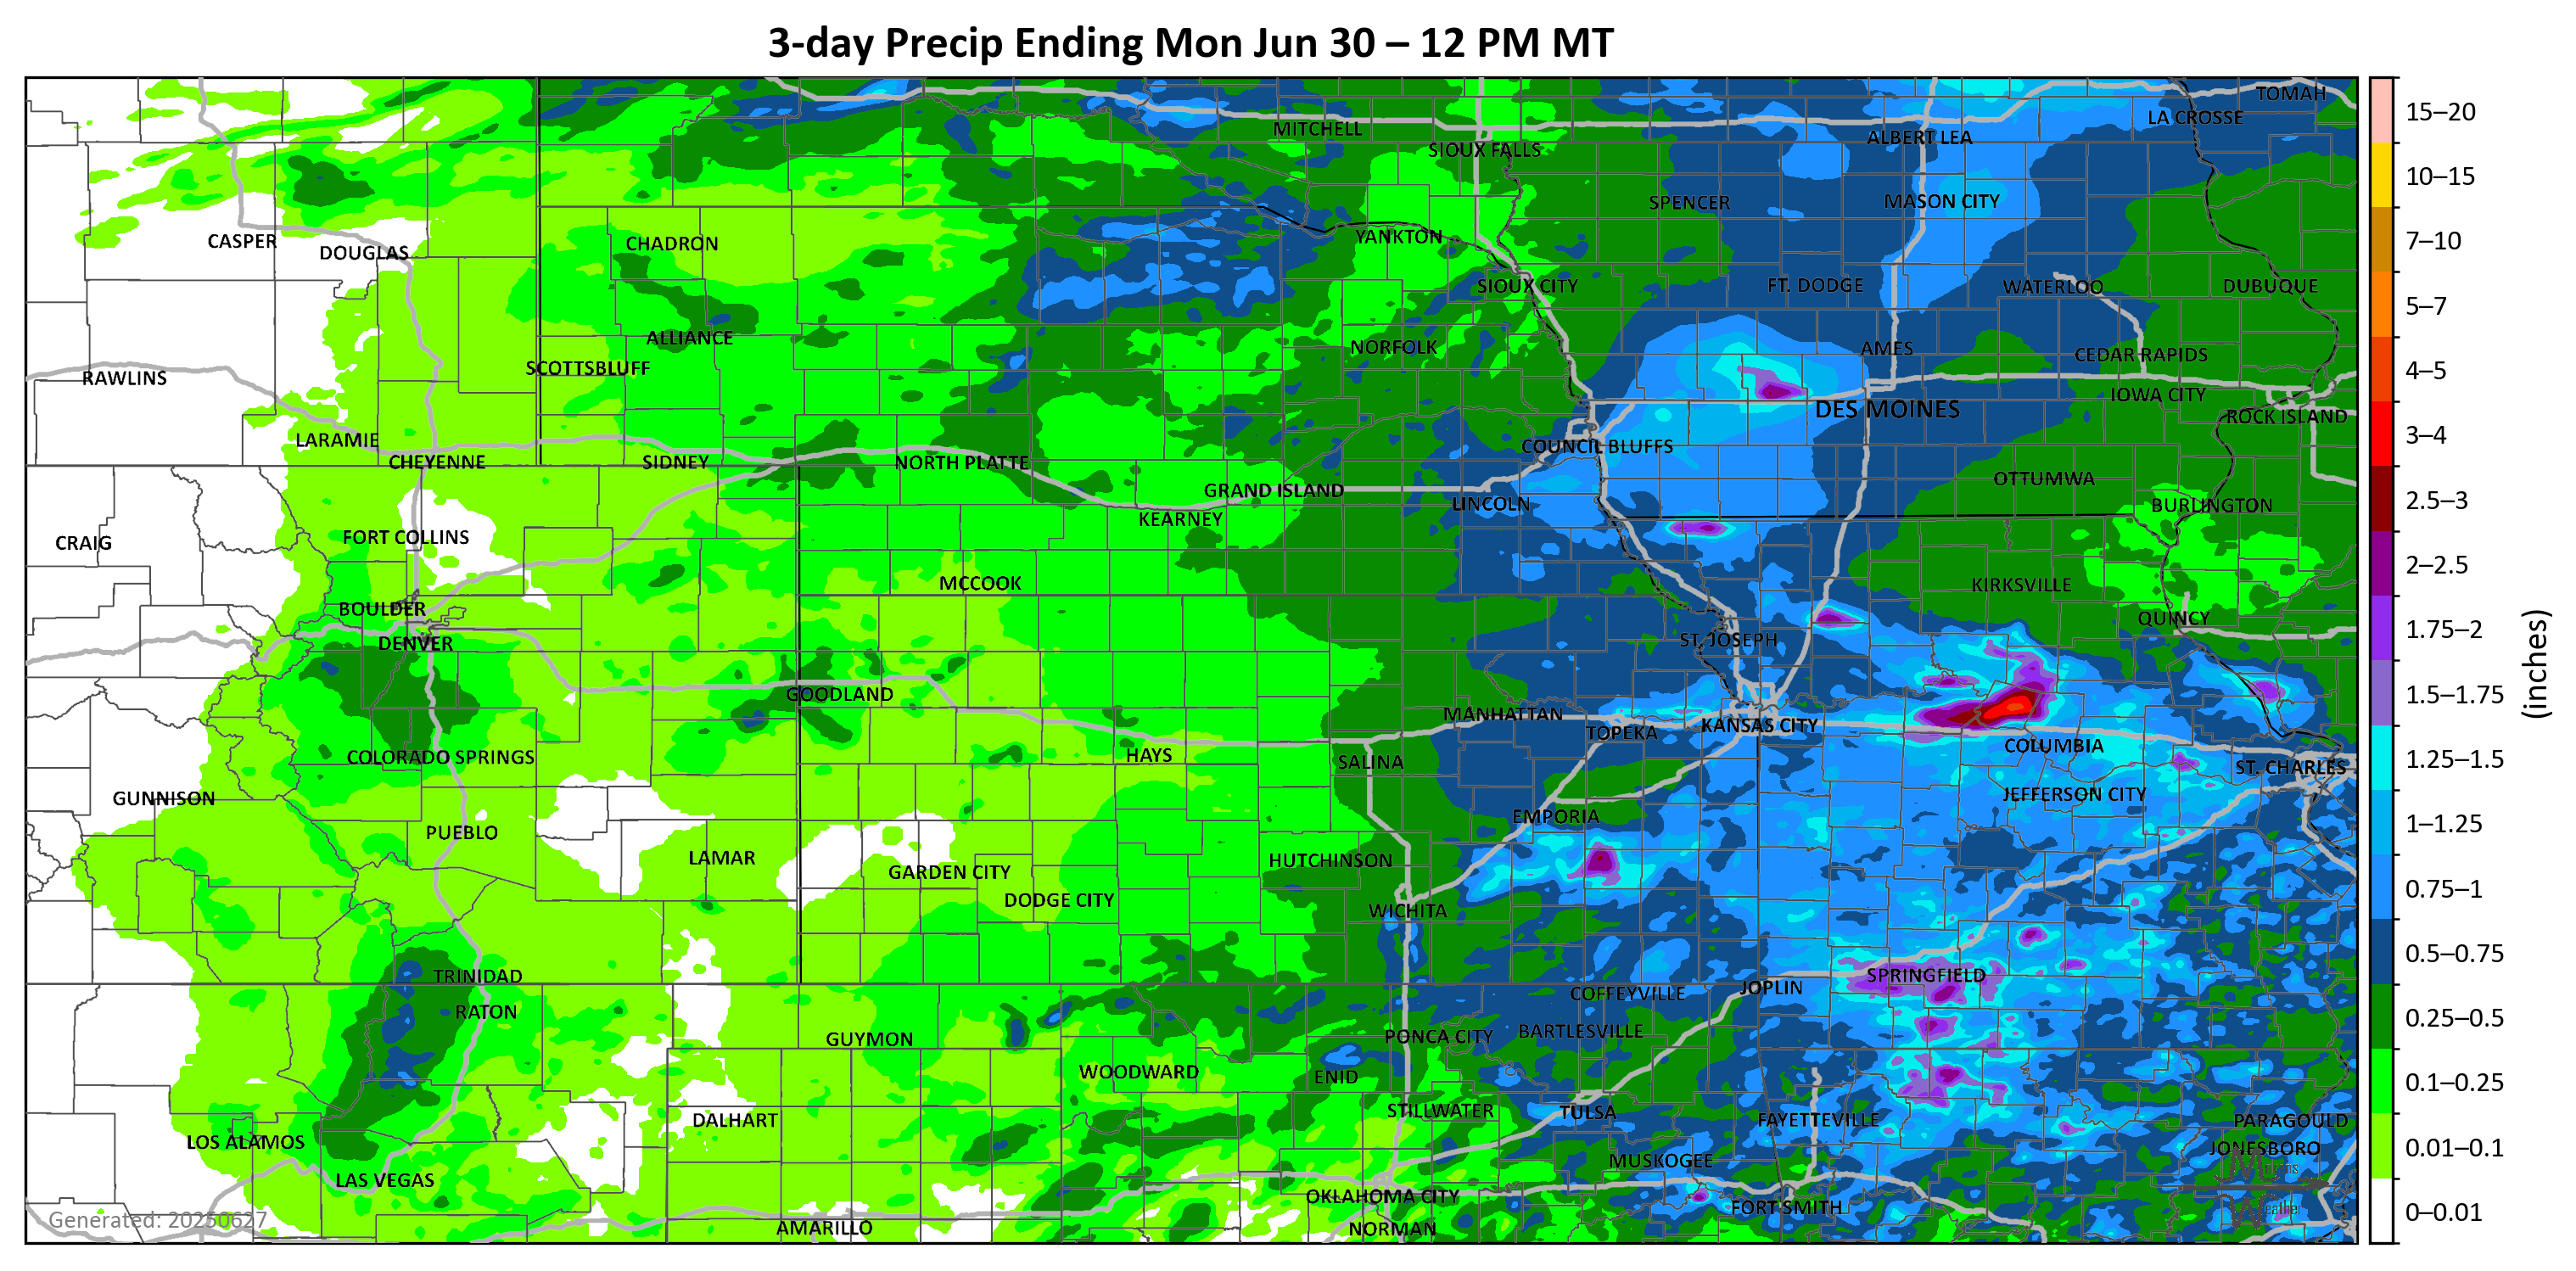 3-day Precip Ending Mon Jun 30 – 12 PM MT
TOMAH
LA CROSSE
MITCHELL
ALBERT LEA
SIOUX FALLS
SPENCER
MASON CITY
YANKTON
CASPER
DOUGLAS
CHADRON
SIOUX CITY
FT. DODGE
WATERLOO
DUBUQUE
ALLIANCE
NORFOLK
AMES
CEDAR RAPIDS
SCOTTSBLUFF
RAWLINS
IOWA CITY
DES MOINES
ROCK ISLAND
LARAMIE
COUNCIL BLUFFS
CHEYENNE
SIDNEY
NORTH PLATTE
OTTUMWA
GRAND ISLAND
LINCOLN
BURLINGTON
KEARNEY
CRAIG
FORT COLLINS
MCCOOK
KIRKSVILLE
BOULDER
QUINCY
DENVER
ST. JOSEPH
GOODLAND
MANHATTAN
KANSAS CITY
TOPEKA
COLUMBIA
COLORADO SPRINGS
HAYS
SALINA
ST. CHARLES
GUNNISON
JEFFERSON CITY
EMPORIA
PUEBLO
LAMAR
HUTCHINSON
GARDEN CITY
DODGE CITY
WICHITA
TRINIDAD
SPRINGFIELD
JOPLIN
COFFEYVILLE
RATON
BARTLESVILLE
PONCA CITY
GUYMON
WOODWARD
ENID
STILLWATER
TULSA
DALHART
FAYETTEVILLE
PARAGOULD
LOS ALAMOS
JONESBORO
MUSKOGEE
LAS VEGAS
OKLAHOMA CITY
FORT SMITH
Generated: 20250627
AMARILLO
NORMAN
Weather
15–20
10–15
7–10
5–7
4–5
3–4
2.5–3
2–2.5
1.75–2
1.5–1.75
1.25–1.5
1–1.25
0.75–1
0.5–0.75
0.25–0.5
0.1–0.25
0.01–0.1
0–0.01
(inches)